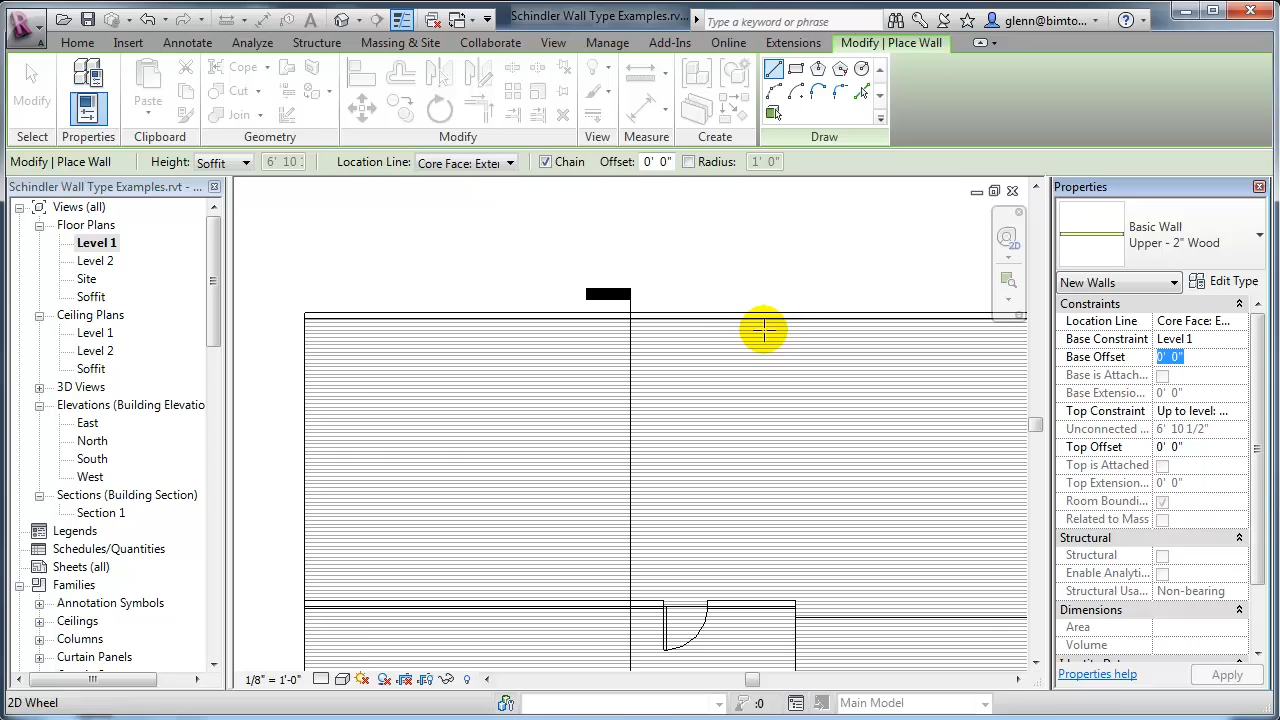 Schindler Wall Type Examples.rvt...
Type a keyword or phrase
glenn@bimto...
Home Insert Annotate Analyze Structure Massing & Site Collaborate View Manage Add-Ins Online Extensions Modify | Place Wall
Modify
Paste
Cope
Cut
Join
Select Properties Clipboard Geometry Modify View Measure Create Draw
Modify | Place Wall Height: Soffit 6' 10 Location Line: Core Face: Exter Chain Offset: 0' 0" Radius: 1' 0"
Schindler Wall Type Examples.rvt - ...
Views (all)
Floor Plans
Level 1
Level 2
Site
Soffit
Ceiling Plans
Level 1
Level 2
Soffit
3D Views
Elevations (Building Elevatio
East
North
South
West
Sections (Building Section)
Section 1
Legends
Schedules/Quantities
Sheets (all)
Families
Annotation Symbols
Ceilings
Columns
Curtain Panels
2D
Properties
Basic Wall
Upper - 2" Wood
New Walls Edit Type
Constraints
Location Line Core Face: E...
Base Constraint Level 1
Base Offset 0' 0"
Base is Attach...
Base Extensio... 0' 0"
Top Constraint Up to level: ...
Unconnected ... 6' 10 1/2"
Top Offset 0' 0"
Top is Attached
Top Extension... 0' 0"
Room Boundi...
Related to Mass
Structural
Structural
Enable Analyti...
Structural Usa... Non-bearing
Dimensions
Area
Volume
Properties help Apply
1/8" = 1'-0"
2D Wheel :0 Main Model